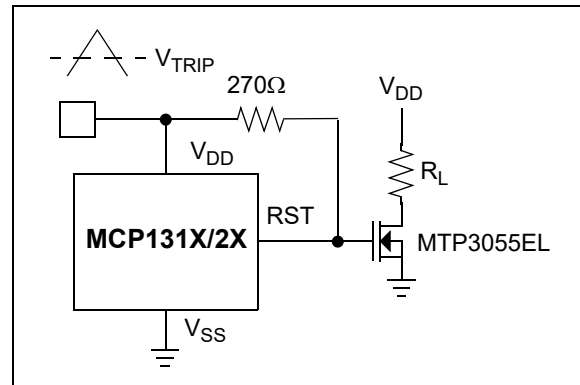 V_TRIP
270Ω
V_DD
V_DD
R_L
RST
MCP131X/2X
MTP3055EL
V_SS